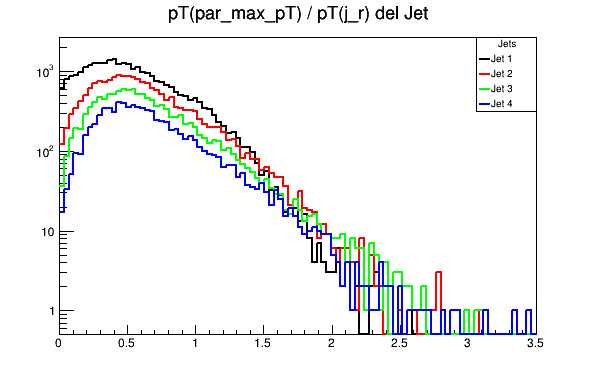 pT(par_max_pT) / pT(j_r) del Jet
Jets
Jet 1
Jet 2
Jet 3
Jet 4
10³
10²
10
1
0 0.5 1 1.5 2 2.5 3 3.5